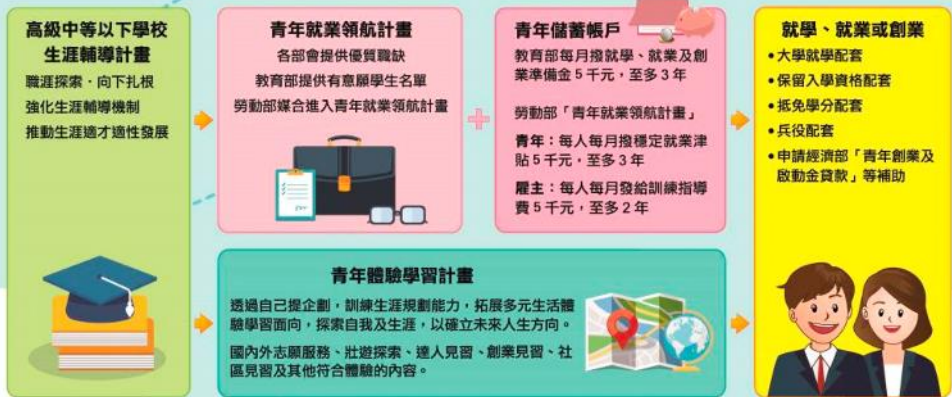 高級中等以下學校
生涯輔導計畫
職涯探索．向下扎根
強化生涯輔導機制
推動生涯適才適性發展
青年就業領航計畫
各部會提供優質職缺
教育部提供有意願學生名單
勞動部媒合進入青年就業領航計畫
青年儲蓄帳戶
教育部每月撥就學、就業及創
業準備金 5 千元，至多 3 年
勞動部「青年就業領航計畫」
青年：每人每月撥穩定就業津
貼 5 千元，至多 3 年
雇主：每人每月發給訓練指導
費 5 千元，至多 2 年
青年體驗學習計畫
透過自己提企劃，訓練生涯規劃能力，拓展多元生活體
驗學習面向，探索自我及生涯，以確立未來人生方向。
國內外志願服務、壯遊探索、達人見習、創業見習、社
區見習及其他符合體驗的內容。
就學、就業或創業
•大學就學配套
•保留入學資格配套
•抵免學分配套
•兵役配套
•申請經濟部「青年創業及
啟動金貸款」等補助